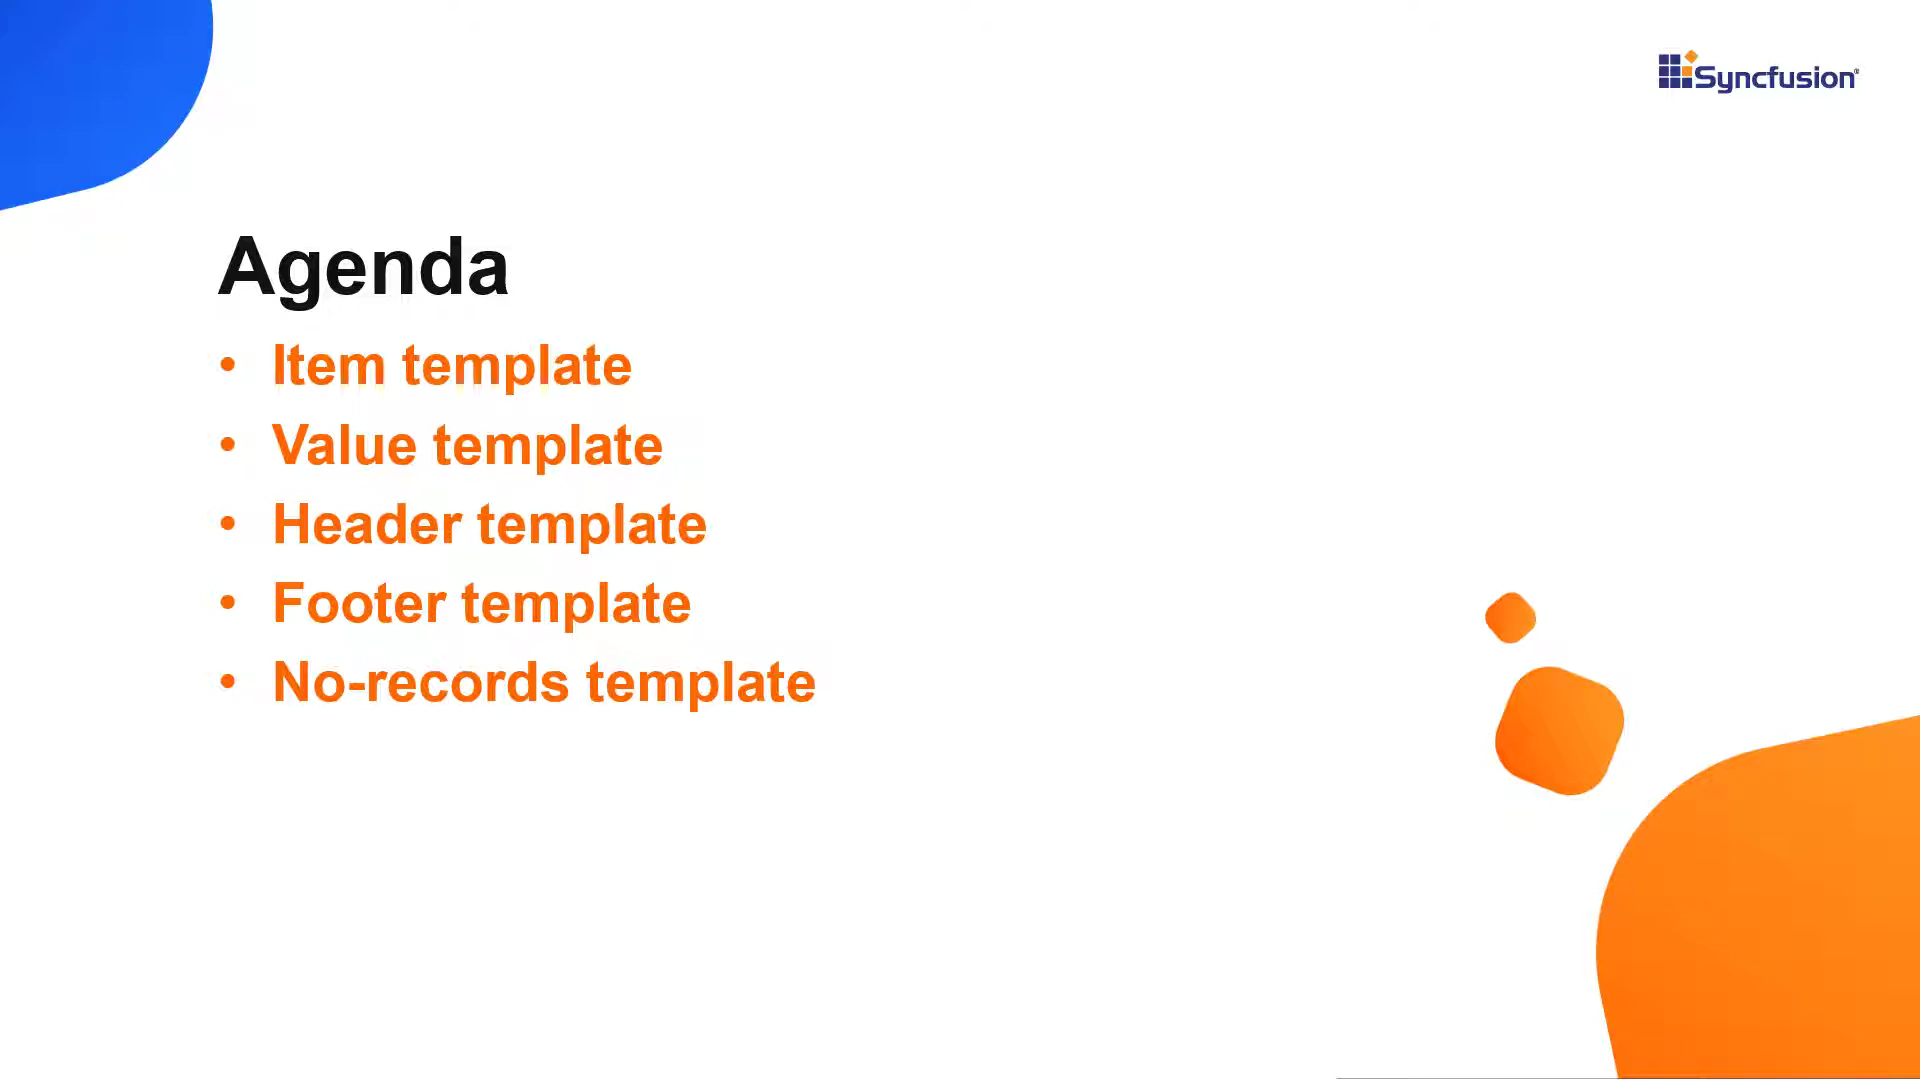 Syncfusion®
Agenda
• Item template
• Value template
• Header template
• Footer template
• No-records template